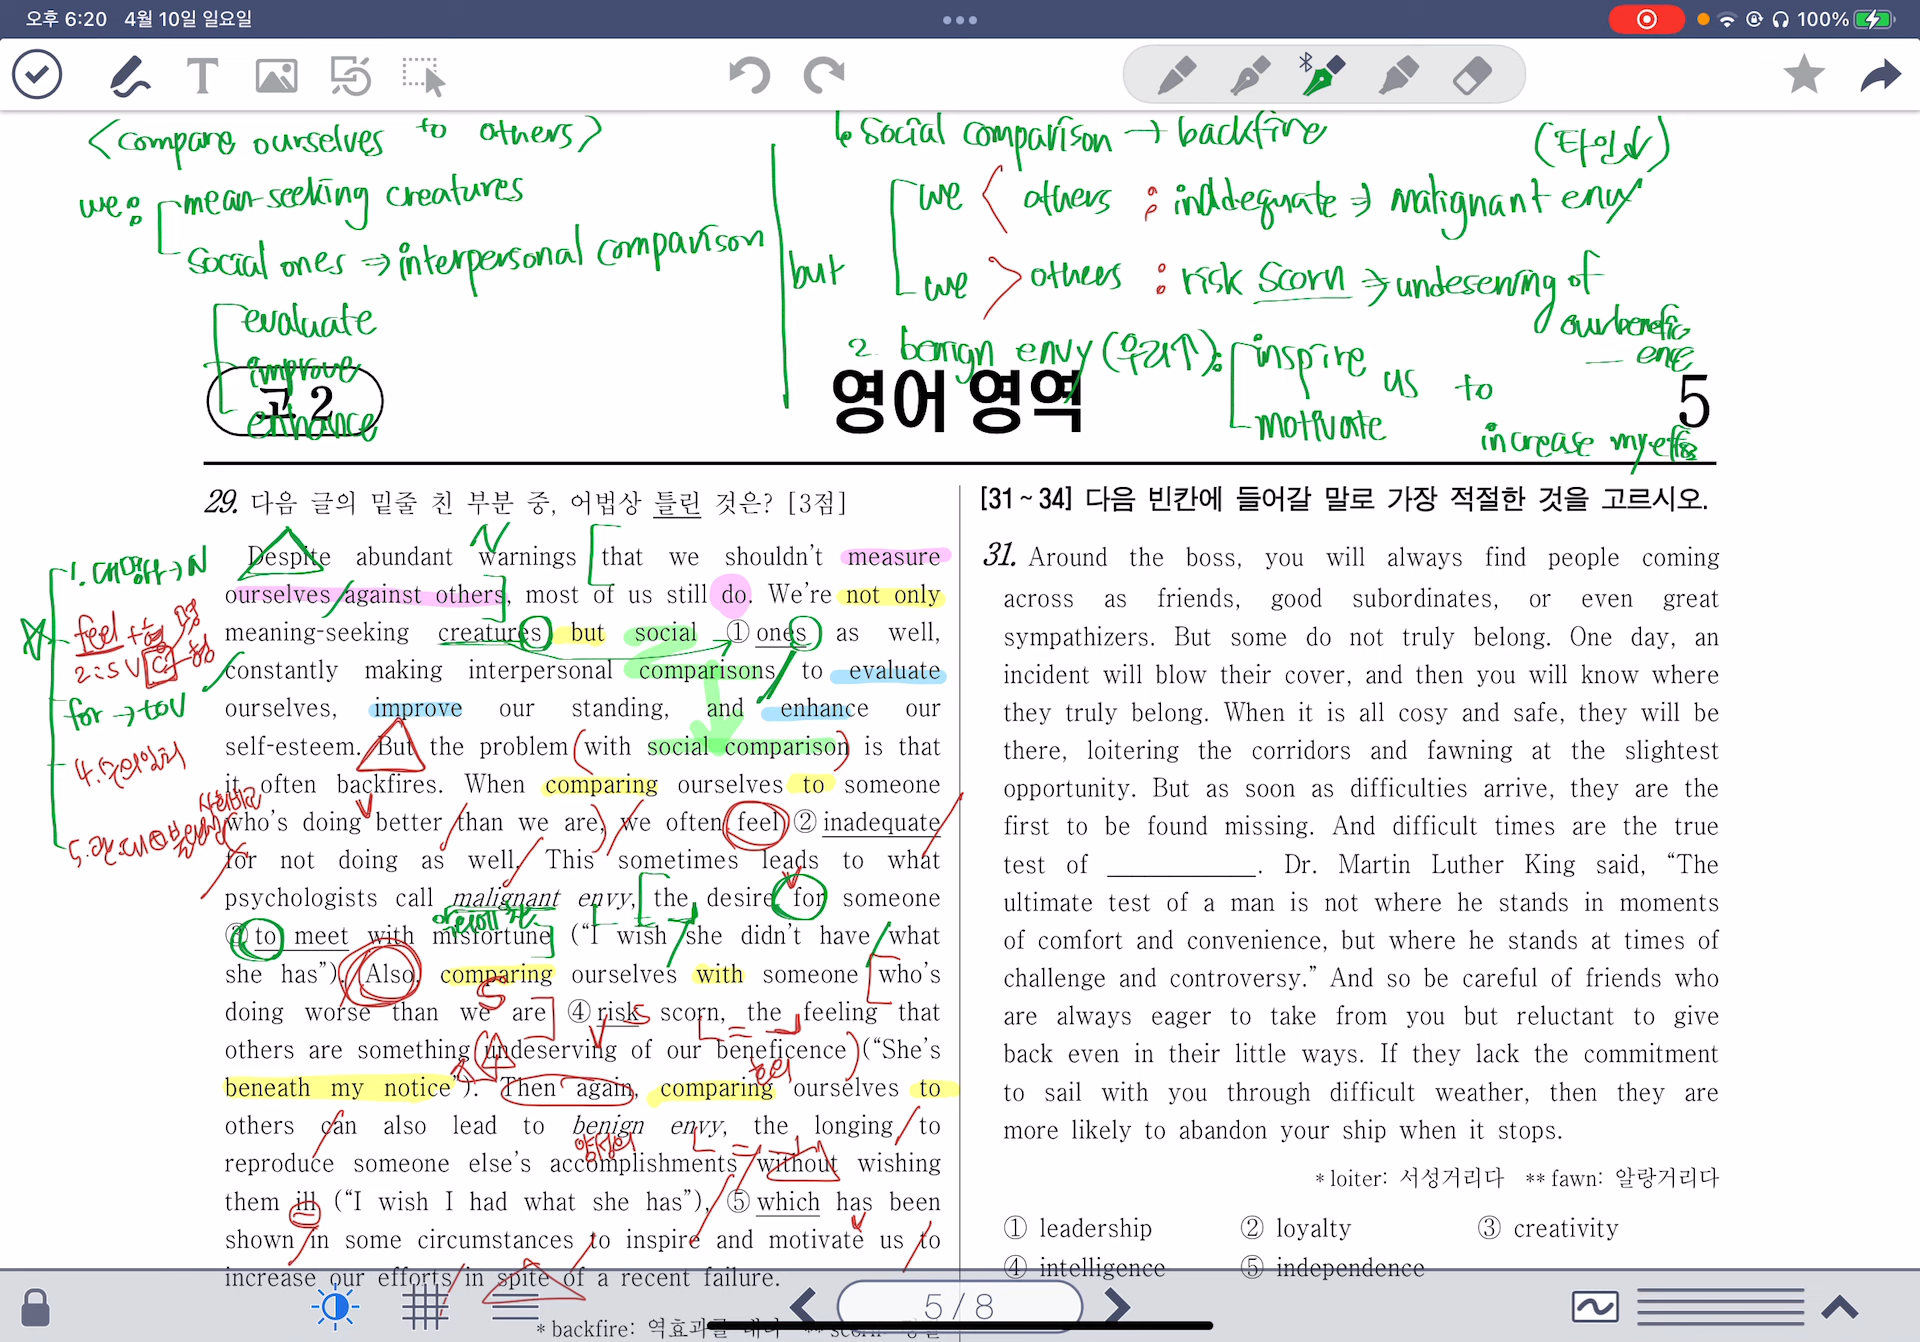 오후 6:20 4월 10일 일요일
100%
<compare ourselves to others>
we: mean-seeking creatures
social ones ⇒ interpersonal comparison
evaluate
improve
enhance
↳ social comparison → backfire
(타인↓)
but
we < others : inadequate ⇒ malignant envy
we > others : risk scorn ⇒ undeserving of
our benefic
ence
2. benign envy (우리↑): inspire
motivate
us to
increase my effos
고 2
영어 영역
5
29. 다음 글의 밑줄 친 부분 중, 어법상 틀린 것은? [3점]
N
Despite abundant warnings that we shouldn't measure
ourselves against others, most of us still do. We're not only
meaning-seeking creatures but social ① ones as well,
constantly making interpersonal comparisons to evaluate
ourselves, improve our standing, and enhance our
self-esteem. But the problem with social comparison is that
it often backfires. When comparing ourselves to someone
who's doing better than we are, we often feel ② inadequate
for not doing as well. This sometimes leads to what
psychologists call malignant envy, the desire for someone
③ to meet with misfortune ("I wish she didn't have what
she has"). Also, comparing ourselves with someone who's
doing worse than we are ④ risk scorn, the feeling that
others are something undeserving of our beneficence ("She's
beneath my notice"). Then again, comparing ourselves to
others can also lead to benign envy, the longing to
reproduce someone else's accomplishments without wishing
them ill ("I wish I had what she has"), ⑤ which has been
shown in some circumstances to inspire and motivate us to
increase our efforts in spite of a recent failure.
* backfire: 역효과를 내다
1. 대명사 → N
feel + 형
2:S V C
for → to V
4. 수의일치
S
V
[31~34] 다음 빈칸에 들어갈 말로 가장 적절한 것을 고르시오.
31. Around the boss, you will always find people coming
across as friends, good subordinates, or even great
sympathizers. But some do not truly belong. One day, an
incident will blow their cover, and then you will know where
they truly belong. When it is all cosy and safe, they will be
there, loitering the corridors and fawning at the slightest
opportunity. But as soon as difficulties arrive, they are the
first to be found missing. And difficult times are the true
test of ___________. Dr. Martin Luther King said, "The
ultimate test of a man is not where he stands in moments
of comfort and convenience, but where he stands at times of
challenge and controversy." And so be careful of friends who
are always eager to take from you but reluctant to give
back even in their little ways. If they lack the commitment
to sail with you through difficult weather, then they are
more likely to abandon your ship when it stops.
* loiter: 서성거리다 ** fawn: 알랑거리다
① leadership ② loyalty ③ creativity
④ intelligence ⑤ independence
5 / 8